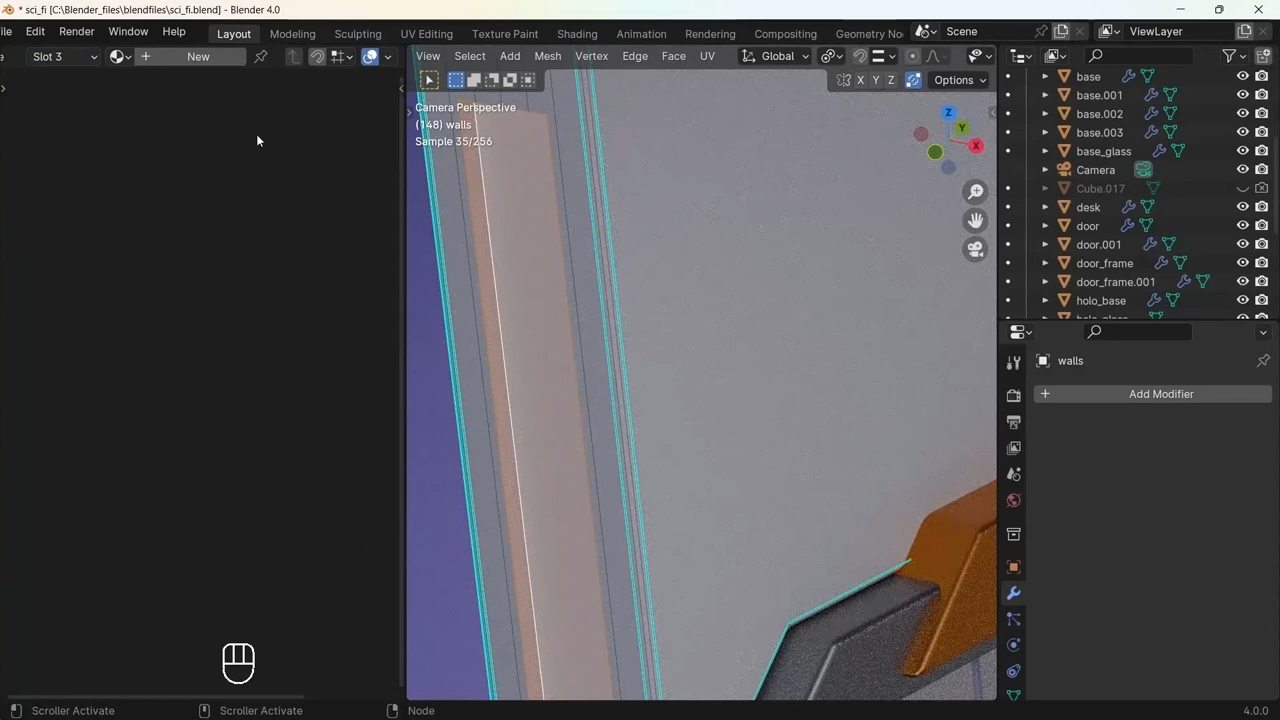 * sci_fi [C:\Blender_files\blendfiles\sci_fi.blend] - Blender 4.0
ile Edit Render Window Help Layout Modeling Sculpting UV Editing Texture Paint Shading Animation Rendering Compositing Geometry No Scene ViewLayer
Slot 3 New View Select Add Mesh Vertex Edge Face UV Global
X Y Z Options
Camera Perspective
(148) walls
Sample 35/256
Z
Y
X
base
base.001
base.002
base.003
base_glass
Camera
Cube.017
desk
door
door.001
door_frame
door_frame.001
holo_base
walls
Add Modifier
Scroller Activate Scroller Activate Node 4.0.0